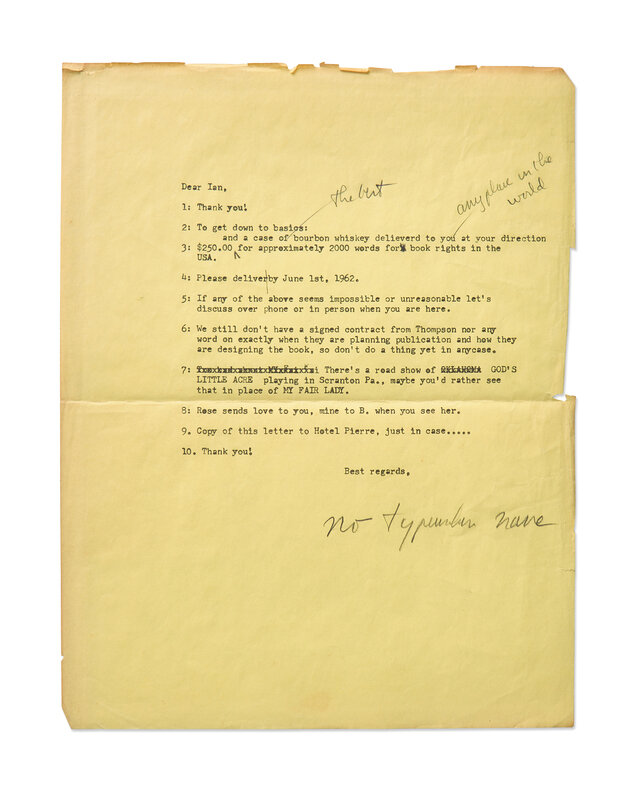 Dear Ian,
the best
any place in the
world
1: Thank you!
2: To get down to basics:
and a case of bourbon whiskey delieverd to you at your direction
3: $250.00 for approximately 2000 words for book rights in the
USA.
4: Please deliverby June 1st, 1962.
5: If any of the above seems impossible or unreasonable let's
discuss over phone or in person when you are here.
6: We still don't have a signed contract from Thompson nor any
word on exactly when they are planning publication and how they
are designing the book, so don't do a thing yet in anycase.
7: There's a road show of OKLAHOMA GOD'S
LITTLE ACRE playing in Scranton Pa., maybe you'd rather see
that in place of MY FAIR LADY.
8: Rose sends love to you, mine to B. when you see her.
9. Copy of this letter to Hotel Pierre, just in case.....
10. Thank you!
Best regards,
no typewritten name